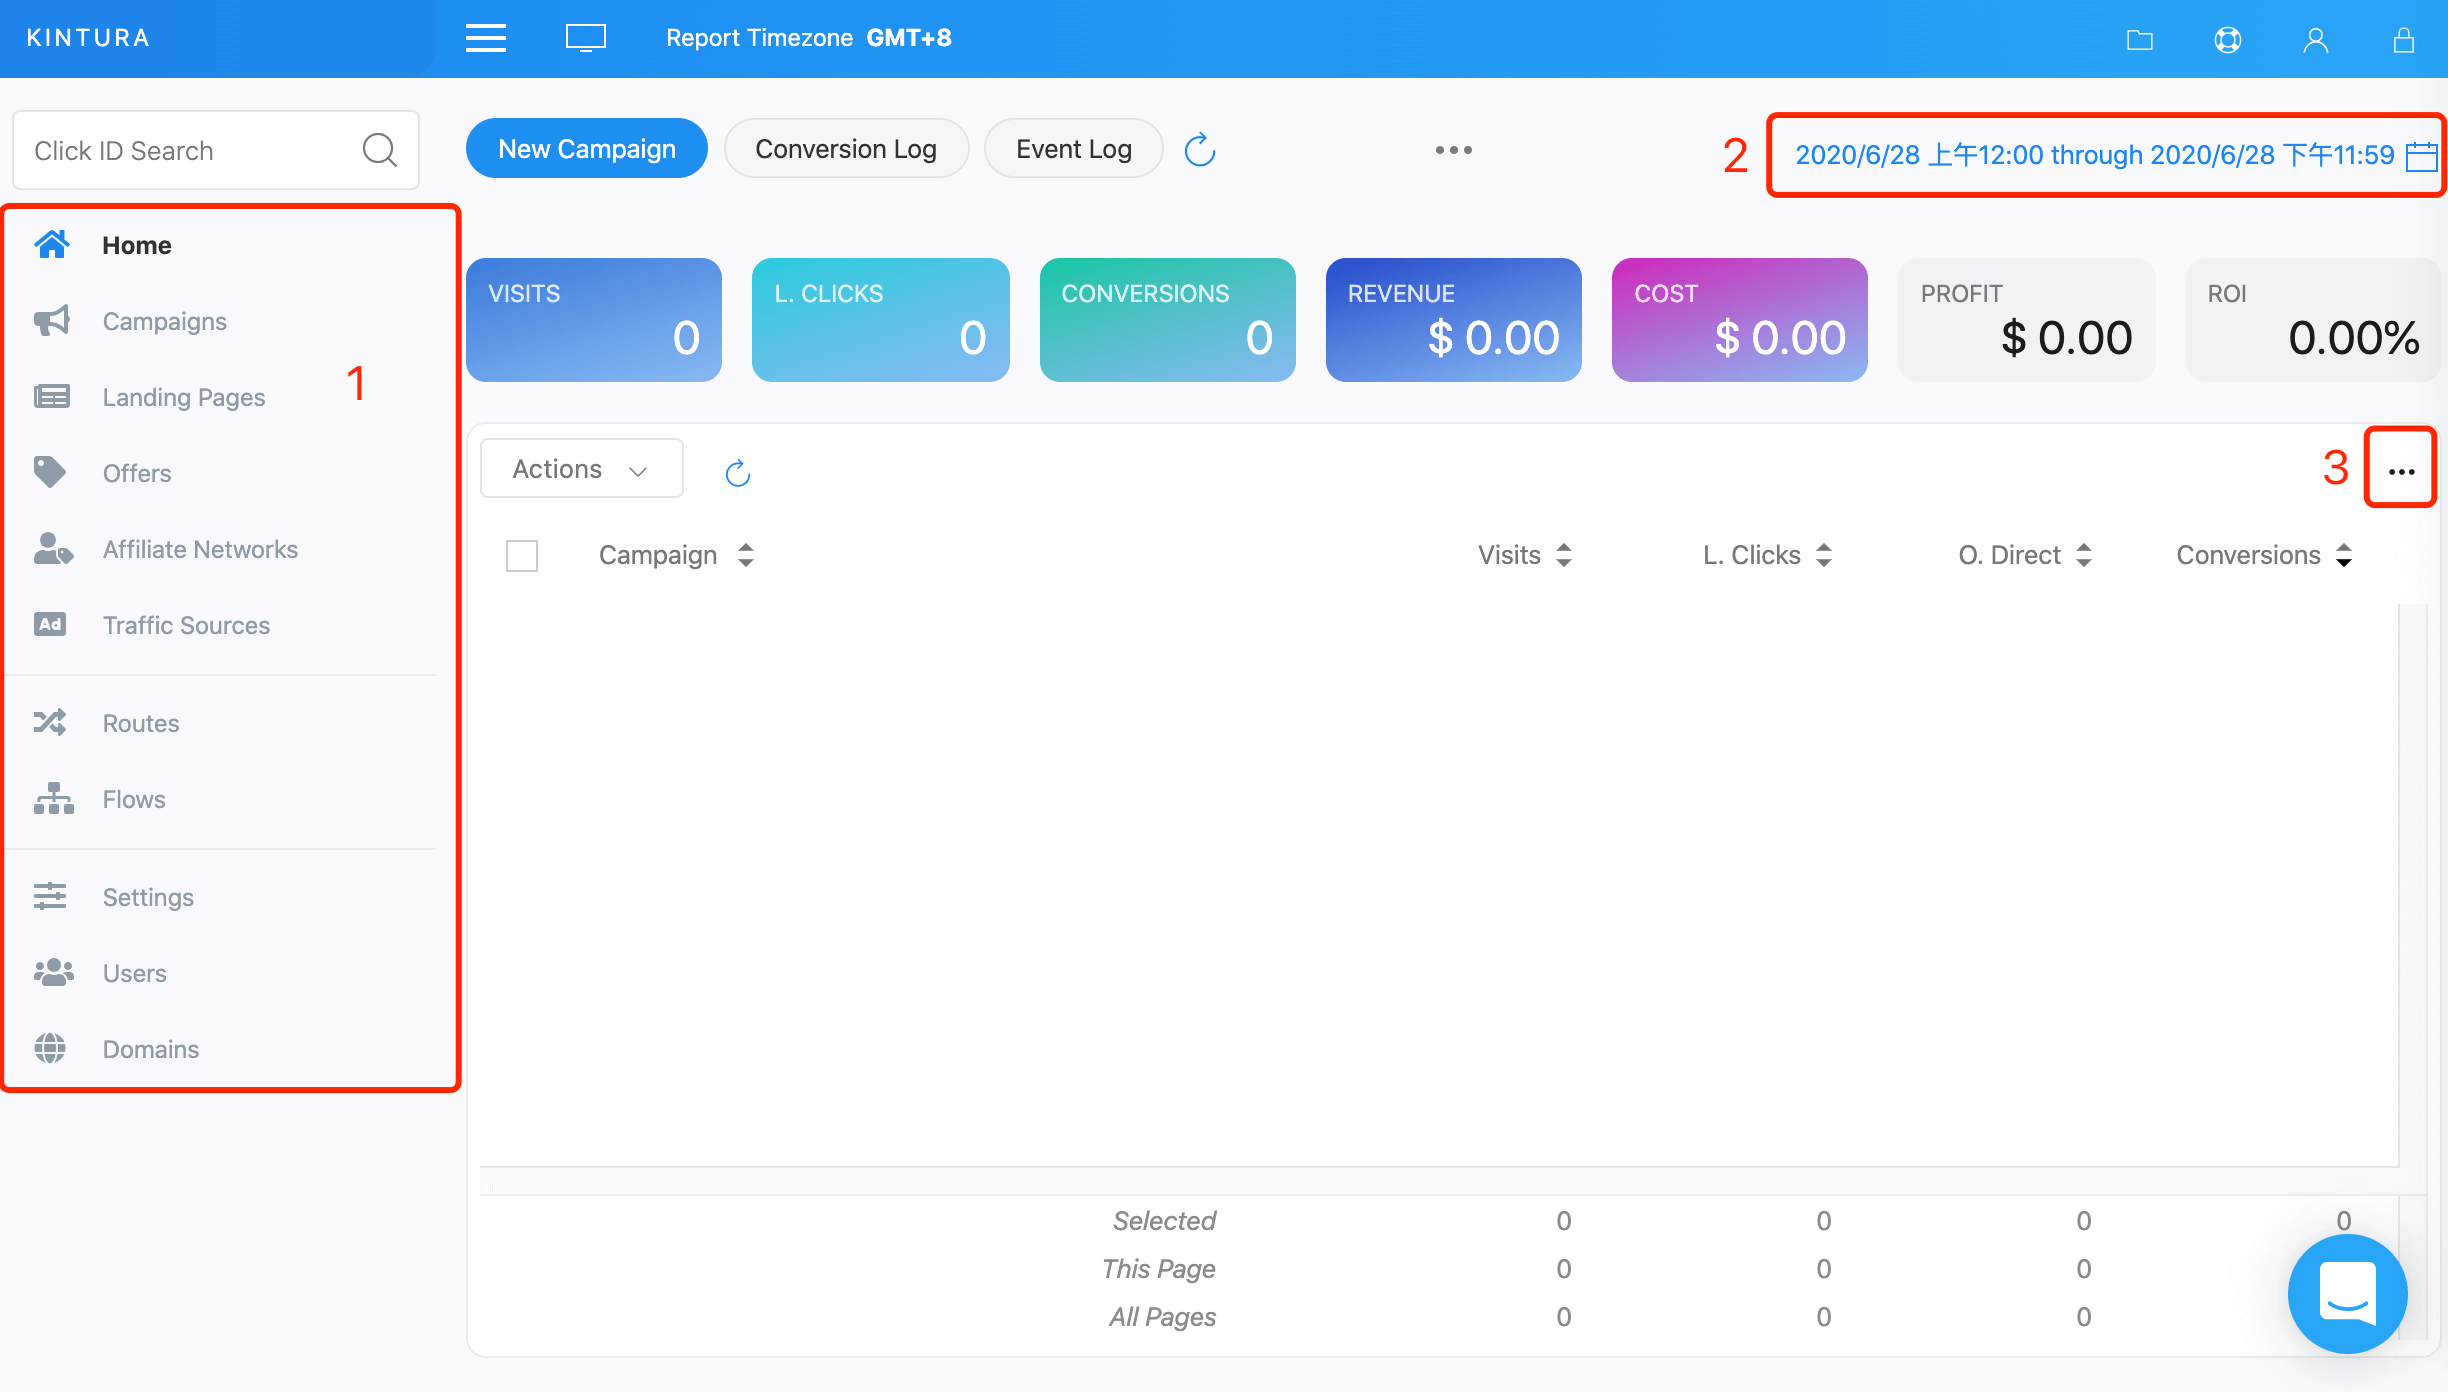 KINTURA
Report Timezone GMT+8
Click ID Search
New Campaign
Conversion Log
Event Log
2
2020/6/28 上午12:00 through 2020/6/28 下午11:59
Home
Campaigns
Landing Pages
1
Offers
Affiliate Networks
Ad
Traffic Sources
Routes
Flows
Settings
Users
Domains
VISITS
0
L. CLICKS
0
CONVERSIONS
0
REVENUE
$ 0.00
COST
$ 0.00
PROFIT
$ 0.00
ROI
0.00%
Actions
3
Campaign Visits L. Clicks O. Direct Conversions
Selected 0 0 0 0
This Page 0 0 0
All Pages 0 0 0